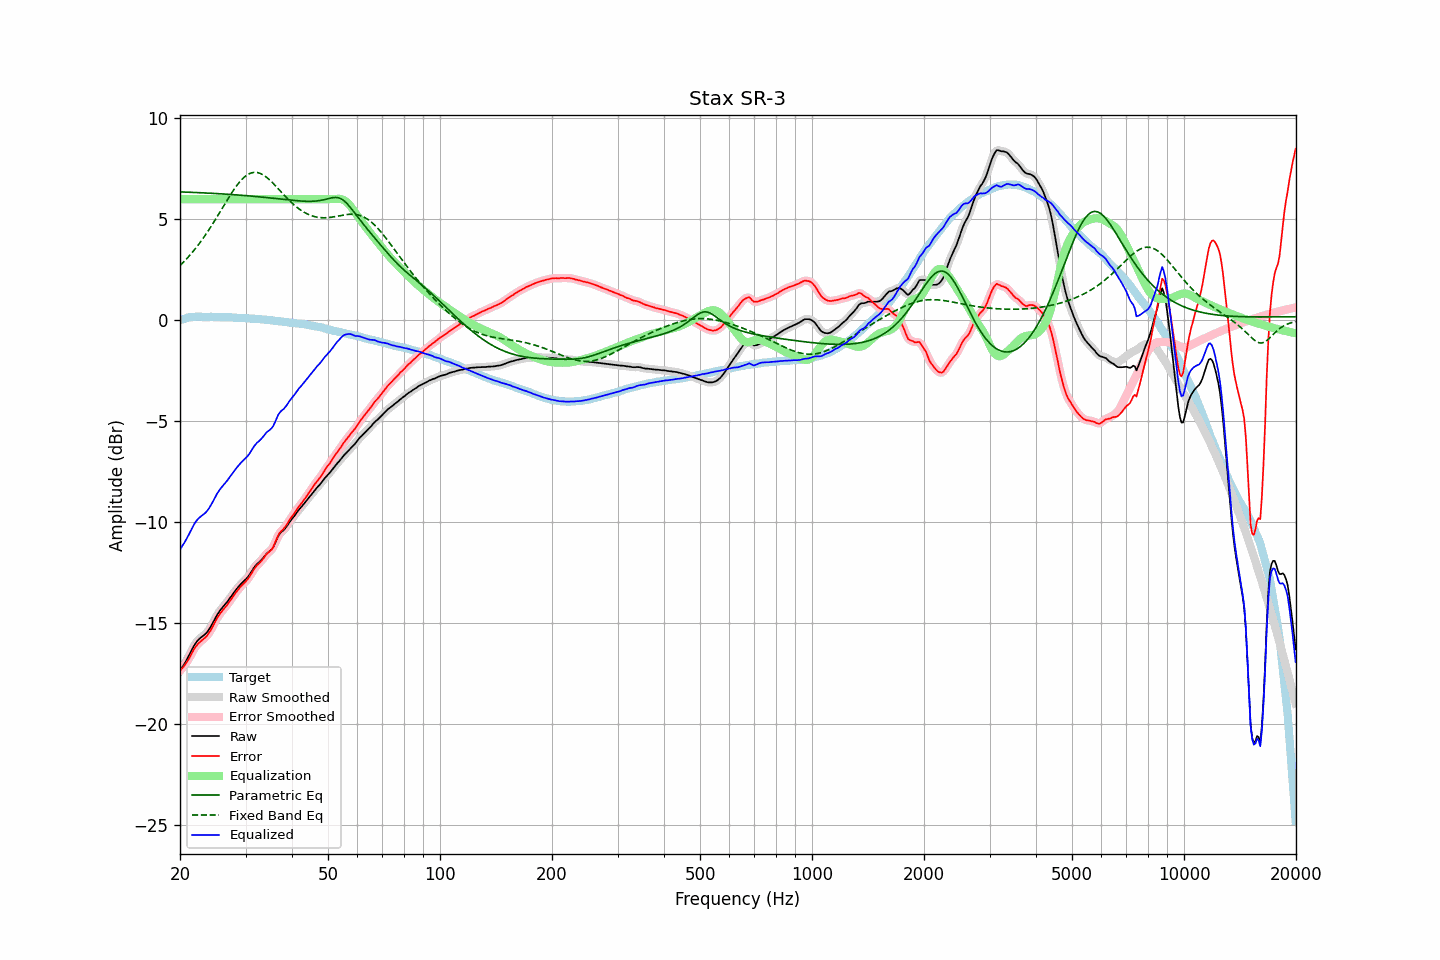 Stax SR-3
10
5
0
−5
−10
−15
−20
−25
Amplitude (dBr)
Target
Raw Smoothed
Error Smoothed
Raw
Error
Equalization
Parametric Eq
Fixed Band Eq
Equalized
20 50 100 200 500 1000 2000 5000 10000 20000
Frequency (Hz)